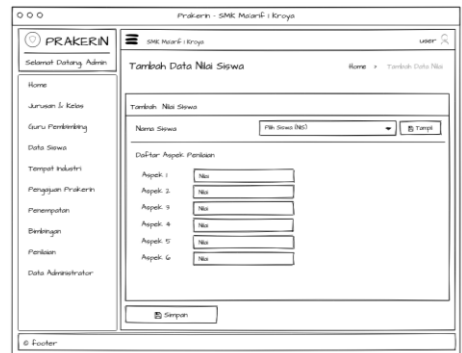 Prakerin - SMK Ma'arif 1 Kroya
PRAKERIN
SMK Ma'arif 1 Kroya
user
Selamat Datang, Admin
Tambah Data Nilai Siswa
Home > Tambah Data Nilai
Home
Jurusan & Kelas
Guru Pembimbing
Data Siswa
Tempat Industri
Pengajuan Prakerin
Penempatan
Bimbingan
Penilaian
Data Administrator
Tambah Nilai Siswa
Nama Siswa
Pilih Siswa (NIS)
Tampil
Daftar Aspek Penilaian
Aspek 1 Nilai
Aspek 2 Nilai
Aspek 3 Nilai
Aspek 4 Nilai
Aspek 5 Nilai
Aspek 6 Nilai
Simpan
© Footer